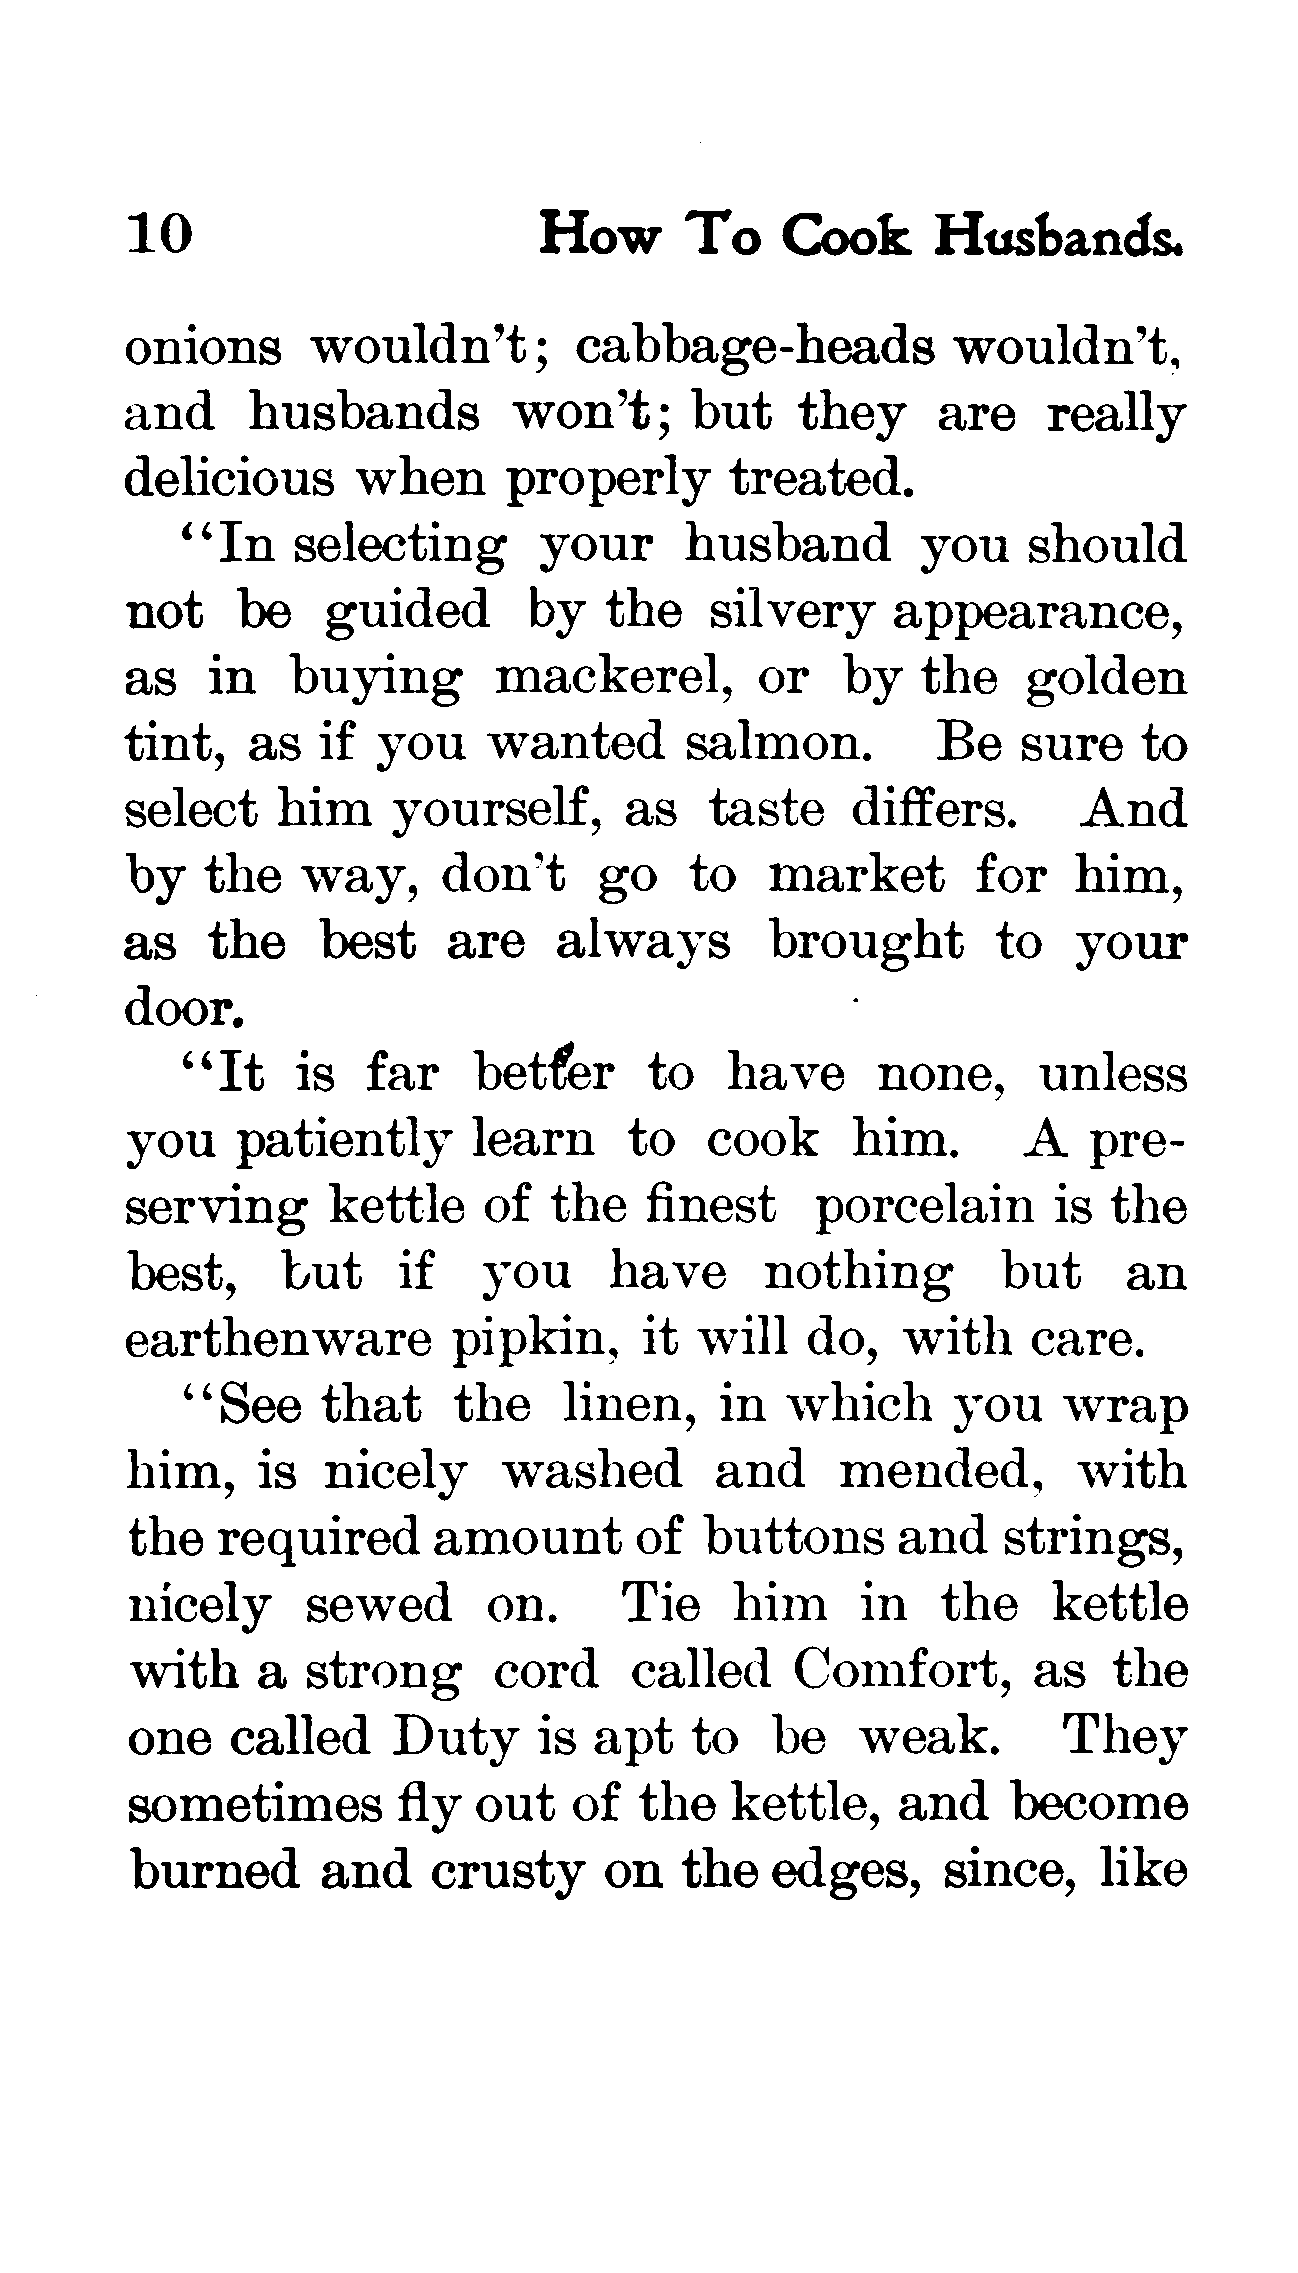 10 How To Cook Husbands.
onions wouldn't; cabbage-heads wouldn't,
and husbands won't; but they are really
delicious when properly treated.
"In selecting your husband you should
not be guided by the silvery appearance,
as in buying mackerel, or by the golden
tint, as if you wanted salmon. Be sure to
select him yourself, as taste differs. And
by the way, don't go to market for him,
as the best are always brought to your
door.
"It is far better to have none, unless
you patiently learn to cook him. A pre-
serving kettle of the finest porcelain is the
best, but if you have nothing but an
earthenware pipkin, it will do, with care.
"See that the linen, in which you wrap
him, is nicely washed and mended, with
the required amount of buttons and strings,
nicely sewed on. Tie him in the kettle
with a strong cord called Comfort, as the
one called Duty is apt to be weak. They
sometimes fly out of the kettle, and become
burned and crusty on the edges, since, like